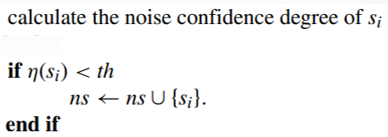 calculate the noise confidence degree of sᵢ
if η(sᵢ) < th
ns ← ns ∪ {sᵢ}.
end if